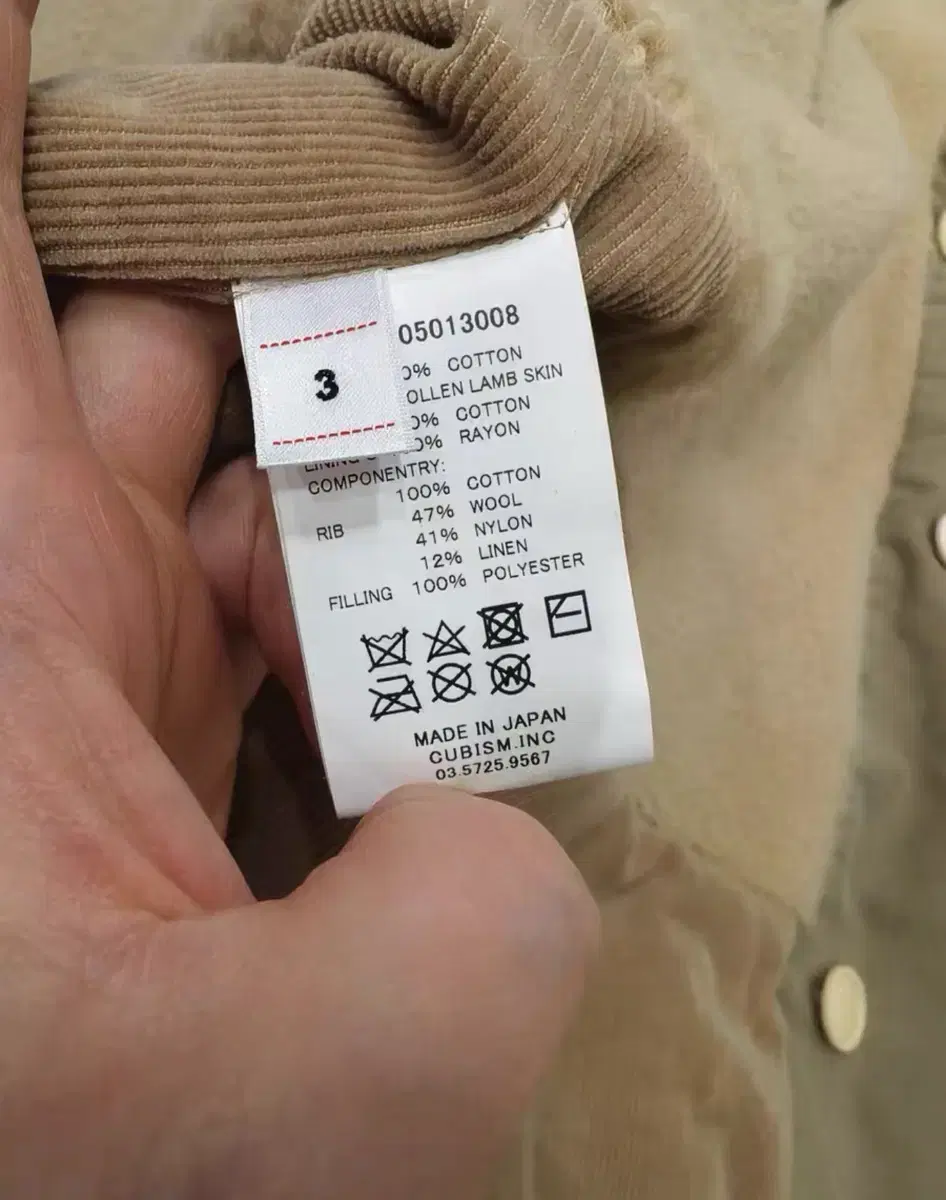 3
05013008
0% COTTON
OLLEN LAMB SKIN
0% COTTON
0% RAYON
COMPONENTRY:
100% COTTON
RIB 47% WOOL
41% NYLON
12% LINEN
FILLING 100% POLYESTER
W
MADE IN JAPAN
CUBISM.INC
03.5725.9567